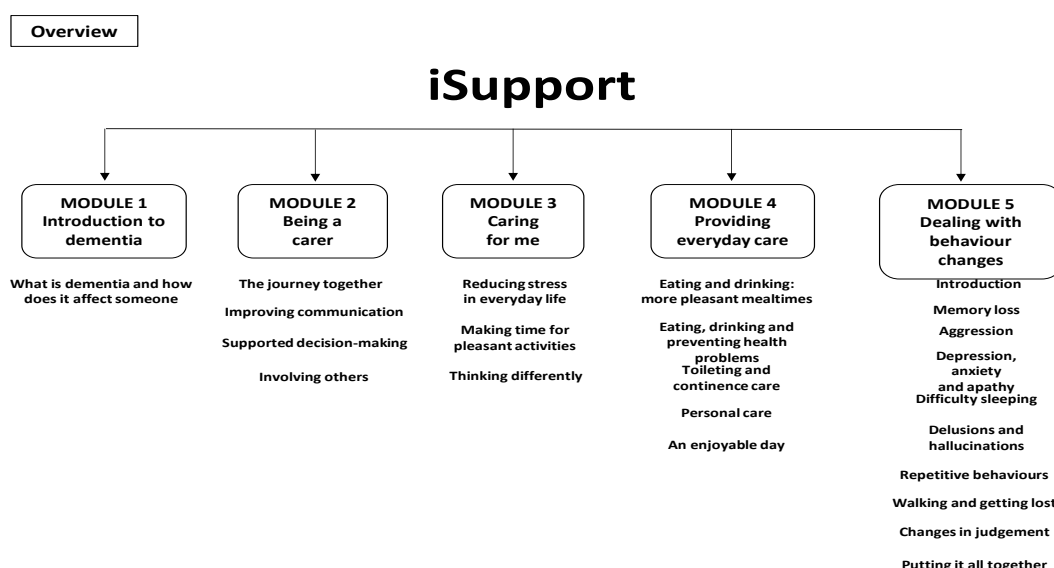 Overview
iSupport
MODULE 1
Introduction to
dementia
What is dementia and how
does it affect someone
MODULE 2
Being a
carer
The journey together
Improving communication
Supported decision-making
Involving others
MODULE 3
Caring
for me
Reducing stress
in everyday life
Making time for
pleasant activities
Thinking differently
MODULE 4
Providing
everyday care
Eating and drinking:
more pleasant mealtimes
Eating, drinking and
preventing health
problems
Toileting and
continence care
Personal care
An enjoyable day
MODULE 5
Dealing with
behaviour
changes
Introduction
Memory loss
Aggression
Depression,
anxiety
and apathy
Difficulty sleeping
Delusions and
hallucinations
Repetitive behaviours
Walking and getting lost
Changes in judgement
Putting it all together